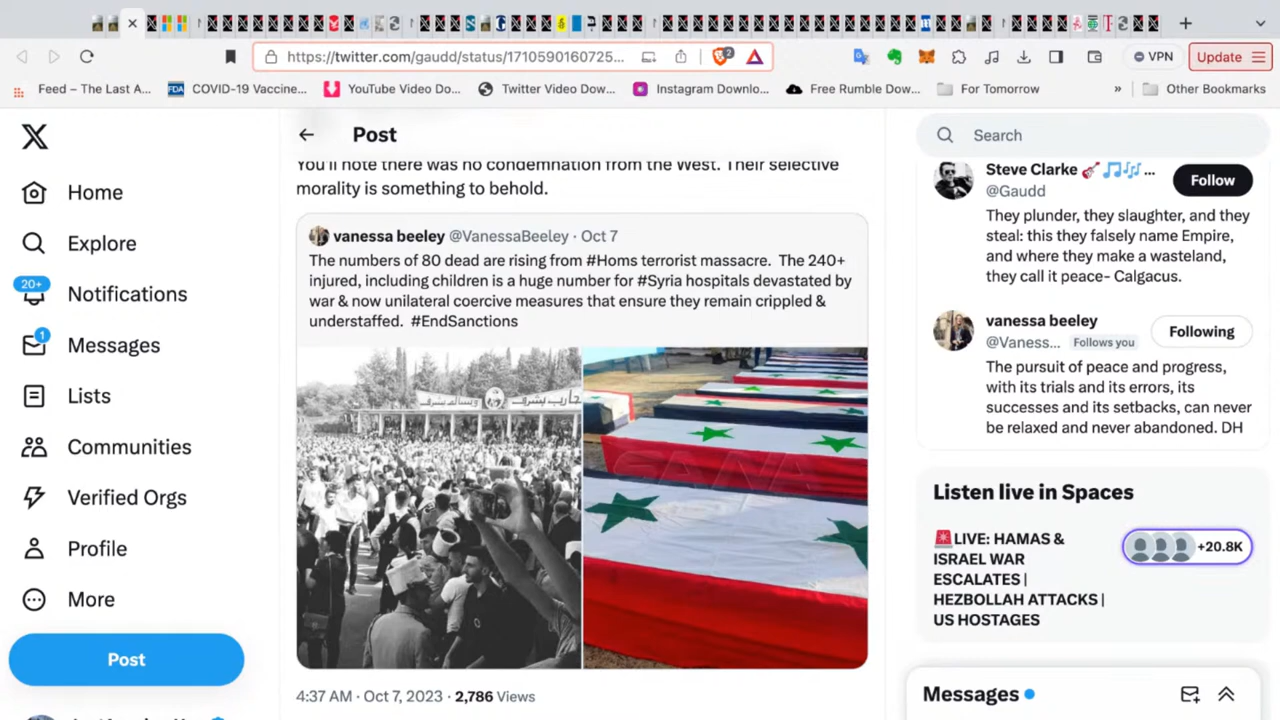 https://twitter.com/gaudd/status/1710590160725...
2
VPN
Update
Feed – The Last A...
COVID-19 Vaccine...
YouTube Video Do...
Twitter Video Dow...
Instagram Downlo...
Free Rumble Dow...
For Tomorrow
»
Other Bookmarks
Home
Explore
20+
Notifications
1
Messages
Lists
Communities
Verified Orgs
Profile
More
Post
Post
You'll note there was no condemnation from the West. Their selective
morality is something to behold.
vanessa beeley @VanessaBeeley · Oct 7
The numbers of 80 dead are rising from #Homs terrorist massacre. The 240+
injured, including children is a huge number for #Syria hospitals devastated by
war & now unilateral coercive measures that ensure they remain crippled &
understaffed. #EndSanctions
SANA
4:37 AM · Oct 7, 2023 · 2,786 Views
Search
Steve Clarke 🎸🎵🎶 ...
@Gaudd
Follow
They plunder, they slaughter, and they
steal: this they falsely name Empire,
and where they make a wasteland,
they call it peace- Calgacus.
vanessa beeley
@Vaness... Follows you
Following
The pursuit of peace and progress,
with its trials and its errors, its
successes and its setbacks, can never
be relaxed and never abandoned. DH
Listen live in Spaces
🚨LIVE: HAMAS &
ISRAEL WAR
ESCALATES |
HEZBOLLAH ATTACKS |
US HOSTAGES
+20.8K
Messages